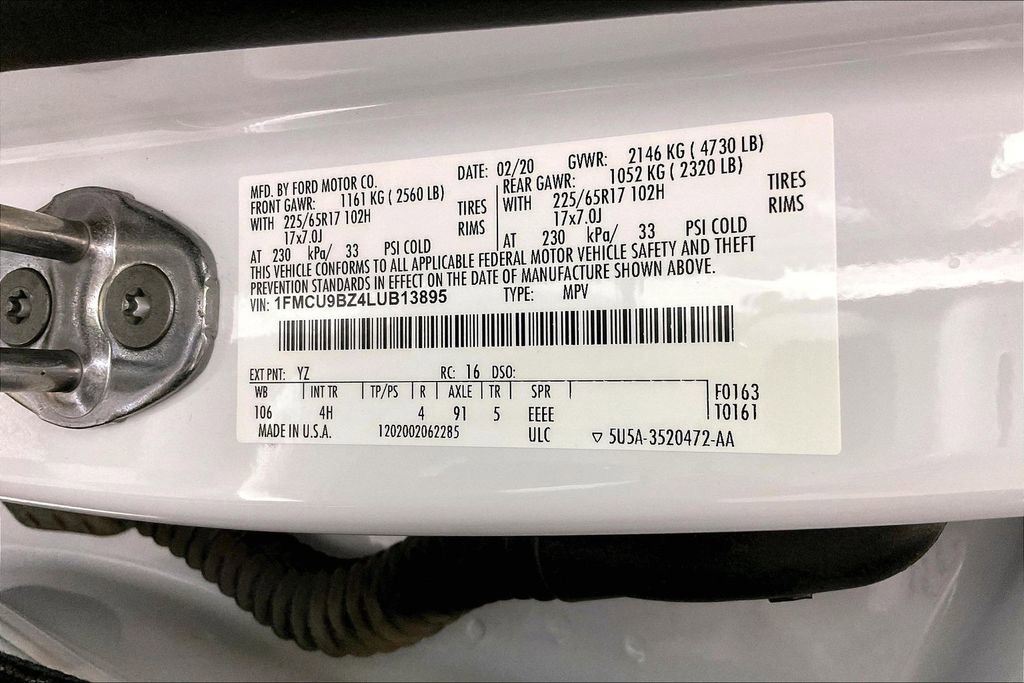 MFD. BY FORD MOTOR CO. DATE: 02/20 GVWR: 2146 KG ( 4730 LB)
FRONT GAWR: 1161 KG ( 2560 LB) REAR GAWR: 1052 KG ( 2320 LB)
WITH 225/65R17 102H TIRES WITH 225/65R17 102H TIRES
17x7.0J RIMS 17x7.0J RIMS
AT 230 kPa/ 33 PSI COLD AT 230 kPa/ 33 PSI COLD
THIS VEHICLE CONFORMS TO ALL APPLICABLE FEDERAL MOTOR VEHICLE SAFETY AND THEFT
PREVENTION STANDARDS IN EFFECT ON THE DATE OF MANUFACTURE SHOWN ABOVE.
VIN: 1FMCU9BZ4LUB13895 TYPE: MPV
EXT PNT: YZ RC: 16 DSO:
WB INT TR TP/PS R AXLE TR SPR F0163
106 4H 4 91 5 EEEE T0161
MADE IN U.S.A. 1202002062285 ULC ▽ 5U5A-3520472-AA